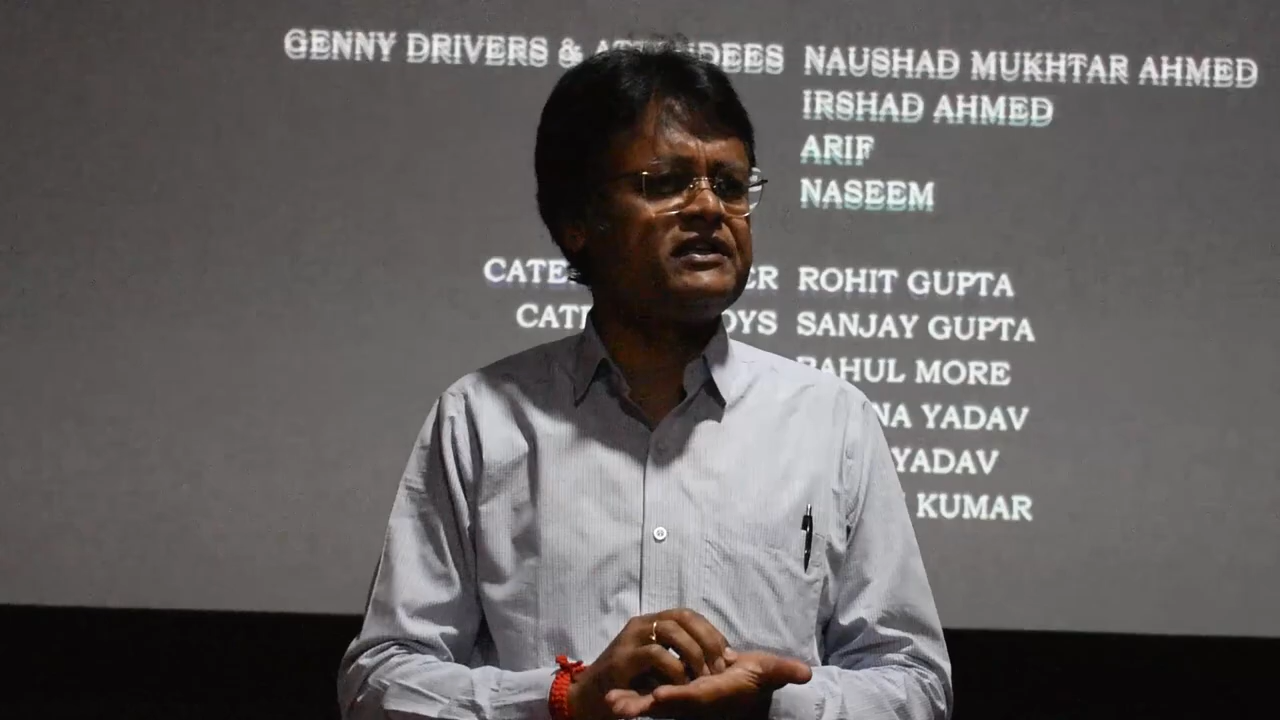 GENNY DRIVERS & NAUSHAD MUKHTAR AHMED
IRSHAD AHMED
ARIF
NASEEM
ROHIT GUPTA
SANJAY GUPTA
RAHUL MORE
YADAV
YADAV
KUMAR